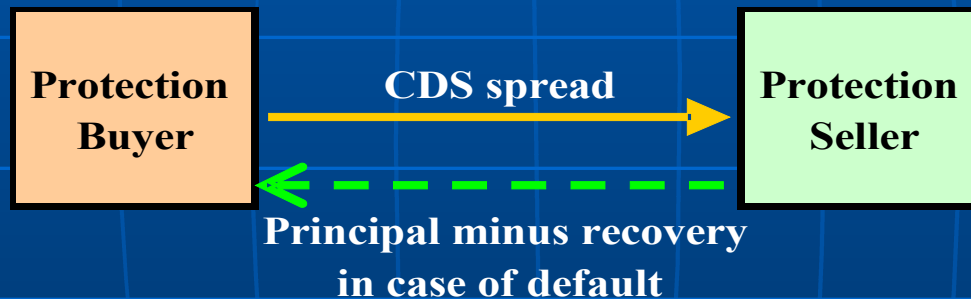 Protection
Buyer
CDS spread
Protection
Seller
Principal minus recovery
in case of default